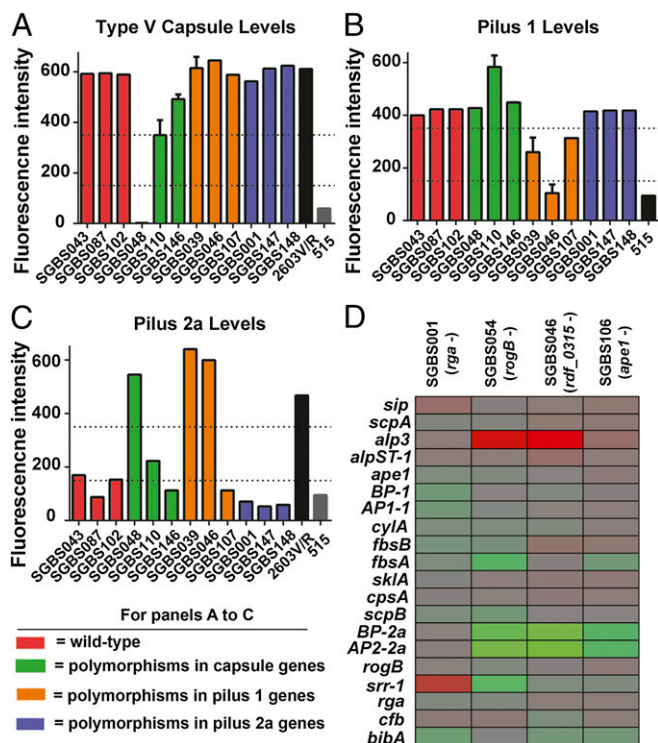 A
Type V Capsule Levels
Fluorescencne intensity
600
400
200
0
SGBS043
SGBS087
SGBS102
SGBS048
SGBS110
SGBS146
SGBS039
SGBS046
SGBS107
SGBS001
SGBS147
SGBS148
2603V/R
515
B
Pilus 1 Levels
Fluorescencne intensity
600
400
200
0
SGBS043
SGBS087
SGBS102
SGBS048
SGBS110
SGBS146
SGBS039
SGBS046
SGBS107
SGBS001
SGBS147
SGBS148
515
C
Pilus 2a Levels
Fluorescencne intensity
600
400
200
0
SGBS043
SGBS087
SGBS102
SGBS048
SGBS110
SGBS146
SGBS039
SGBS046
SGBS107
SGBS001
SGBS147
SGBS148
2603V/R
515
For panels A to C
= wild-type
= polymorphisms in capsule genes
= polymorphisms in pilus 1 genes
= polymorphisms in pilus 2a genes
D
SGBS001
(rga -)
SGBS054
(rogB -)
SGBS046
(rdf_0315 -)
SGBS106
(ape1 -)
sip
scpA
alp3
alpST-1
ape1
BP-1
AP1-1
cylA
fbsB
fbsA
sklA
cpsA
scpB
BP-2a
AP2-2a
rogB
srr-1
rga
cfb
bibA